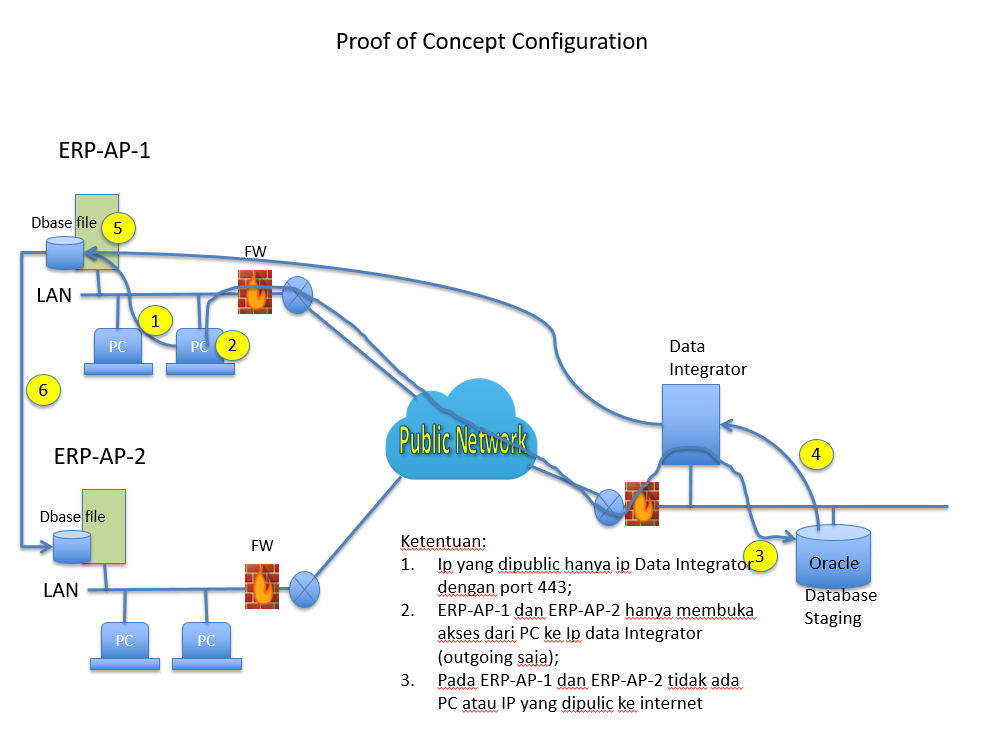 Proof of Concept Configuration
ERP-AP-1
Dbase file
5
FW
LAN
1
PC
PC
2
Data
Integrator
6
Public Network
4
ERP-AP-2
Dbase file
FW
LAN
PC
PC
3
Oracle
Database
Staging
Ketentuan:
1. Ip yang dipublic hanya ip Data Integrator
dengan port 443;
2. ERP-AP-1 dan ERP-AP-2 hanya membuka
akses dari PC ke Ip data Integrator
(outgoing saja);
3. Pada ERP-AP-1 dan ERP-AP-2 tidak ada
PC atau IP yang dipulic ke internet